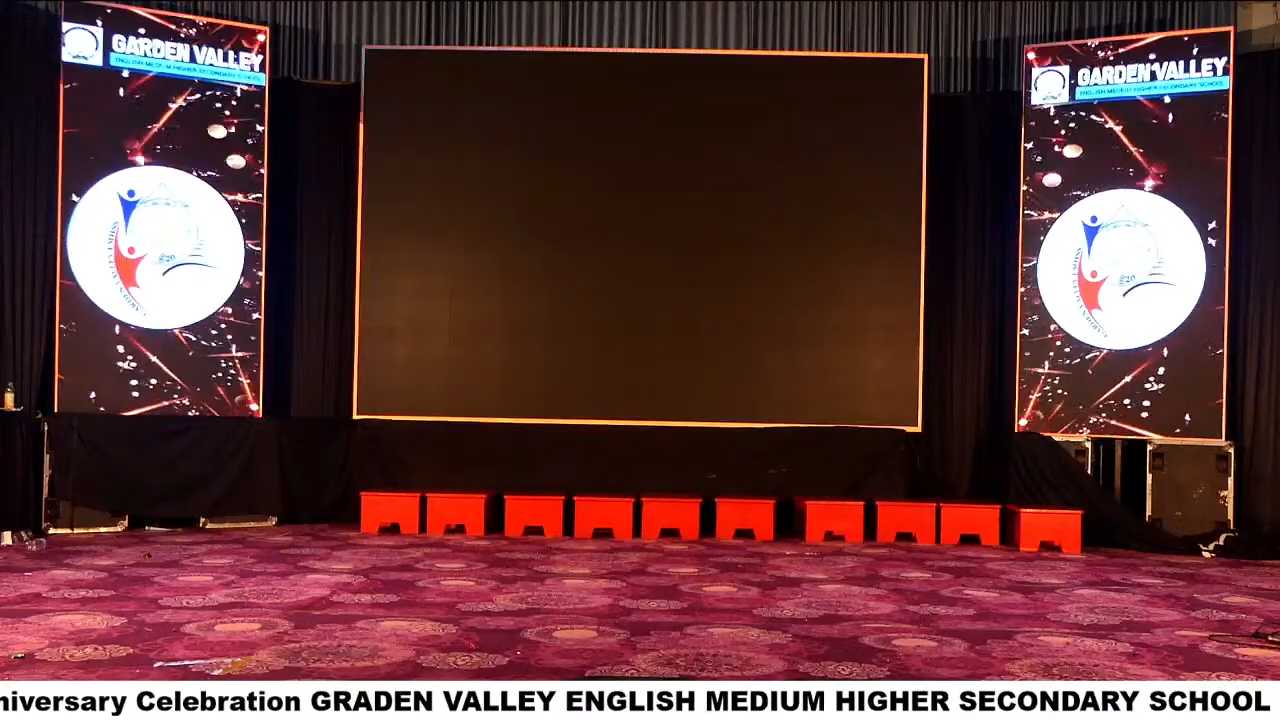 GARDEN VALLEY
ENGLISH MEDIUM HIGHER SECONDARY SCHOOL
GARDEN VALLEY
ENGLISH MEDIUM HIGHER SECONDARY SCHOOL
niversary Celebration GRADEN VALLEY ENGLISH MEDIUM HIGHER SECONDARY SCHOOL